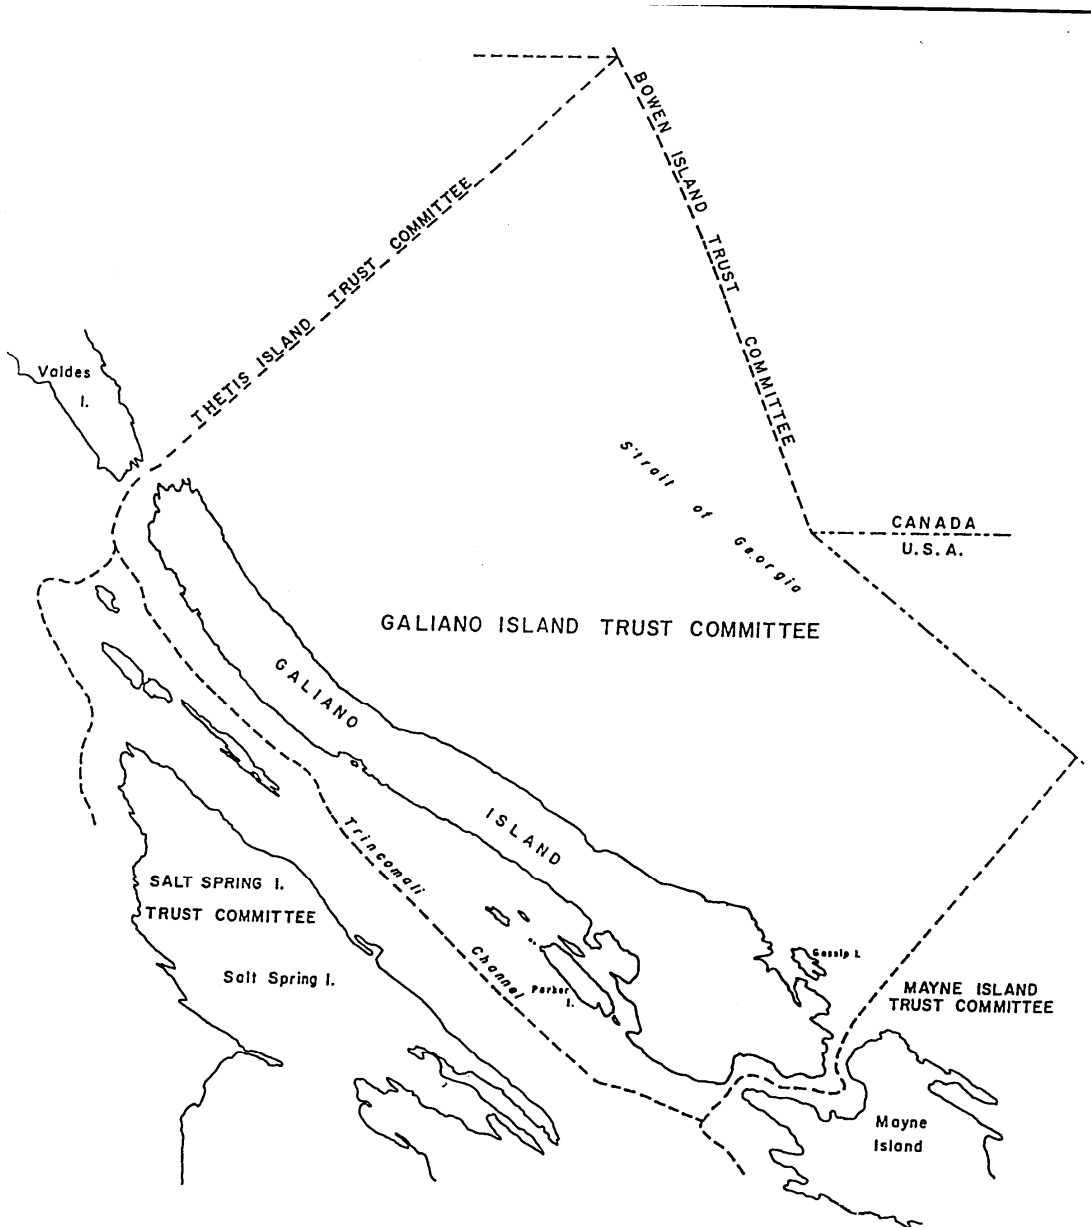 BOWEN ISLAND TRUST COMMITTEE
THETIS ISLAND TRUST COMMITTEE
Valdes
I.
Strait of Georgia
CANADA
U.S.A.
GALIANO ISLAND TRUST COMMITTEE
GALIANO ISLAND
Trincomali Channel
SALT SPRING I.
TRUST COMMITTEE
Salt Spring I.
Parker
I.
Gossip I.
MAYNE ISLAND
TRUST COMMITTEE
Mayne
Island